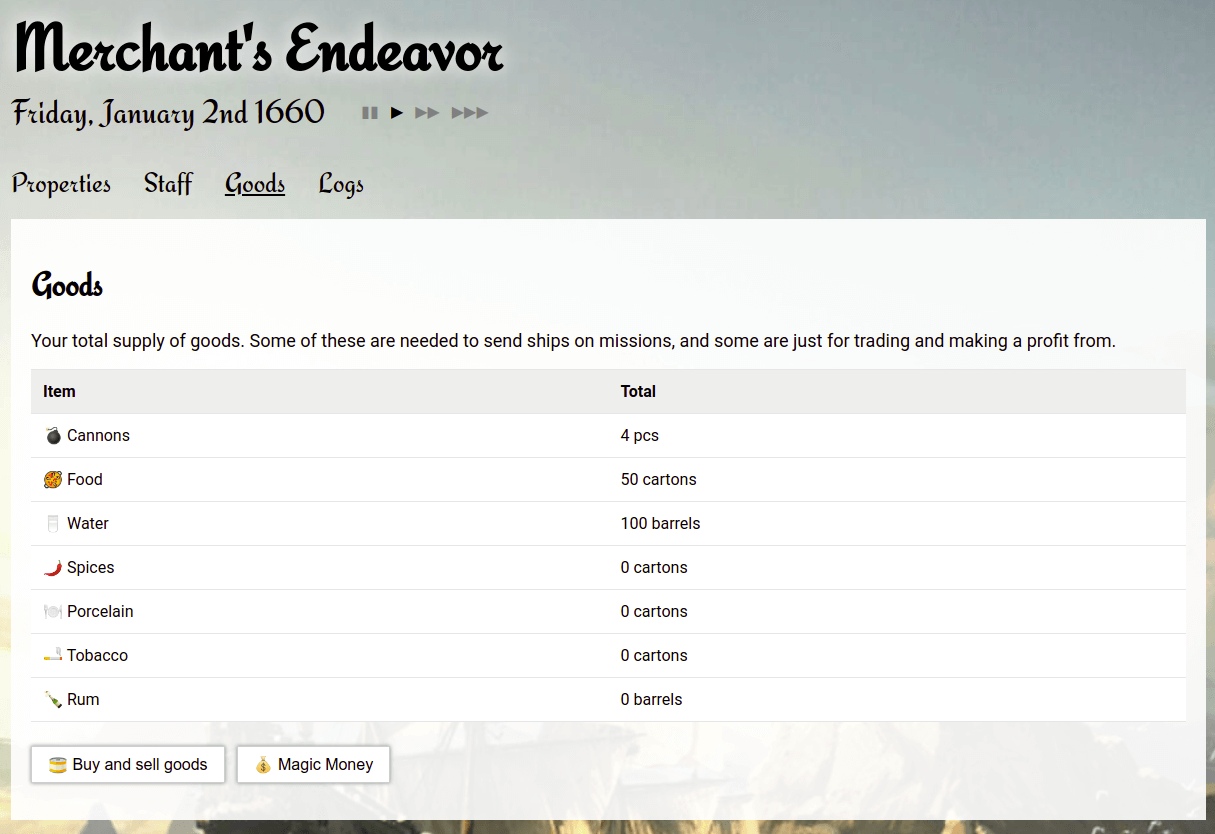 Merchant's Endeavor
Friday, January 2nd 1660
Properties Staff Goods Logs
Goods
Your total supply of goods. Some of these are needed to send ships on missions, and some are just for trading and making a profit from.
Item Total
Cannons 4 pcs
Food 50 cartons
Water 100 barrels
Spices 0 cartons
Porcelain 0 cartons
Tobacco 0 cartons
Rum 0 barrels
Buy and sell goods Magic Money